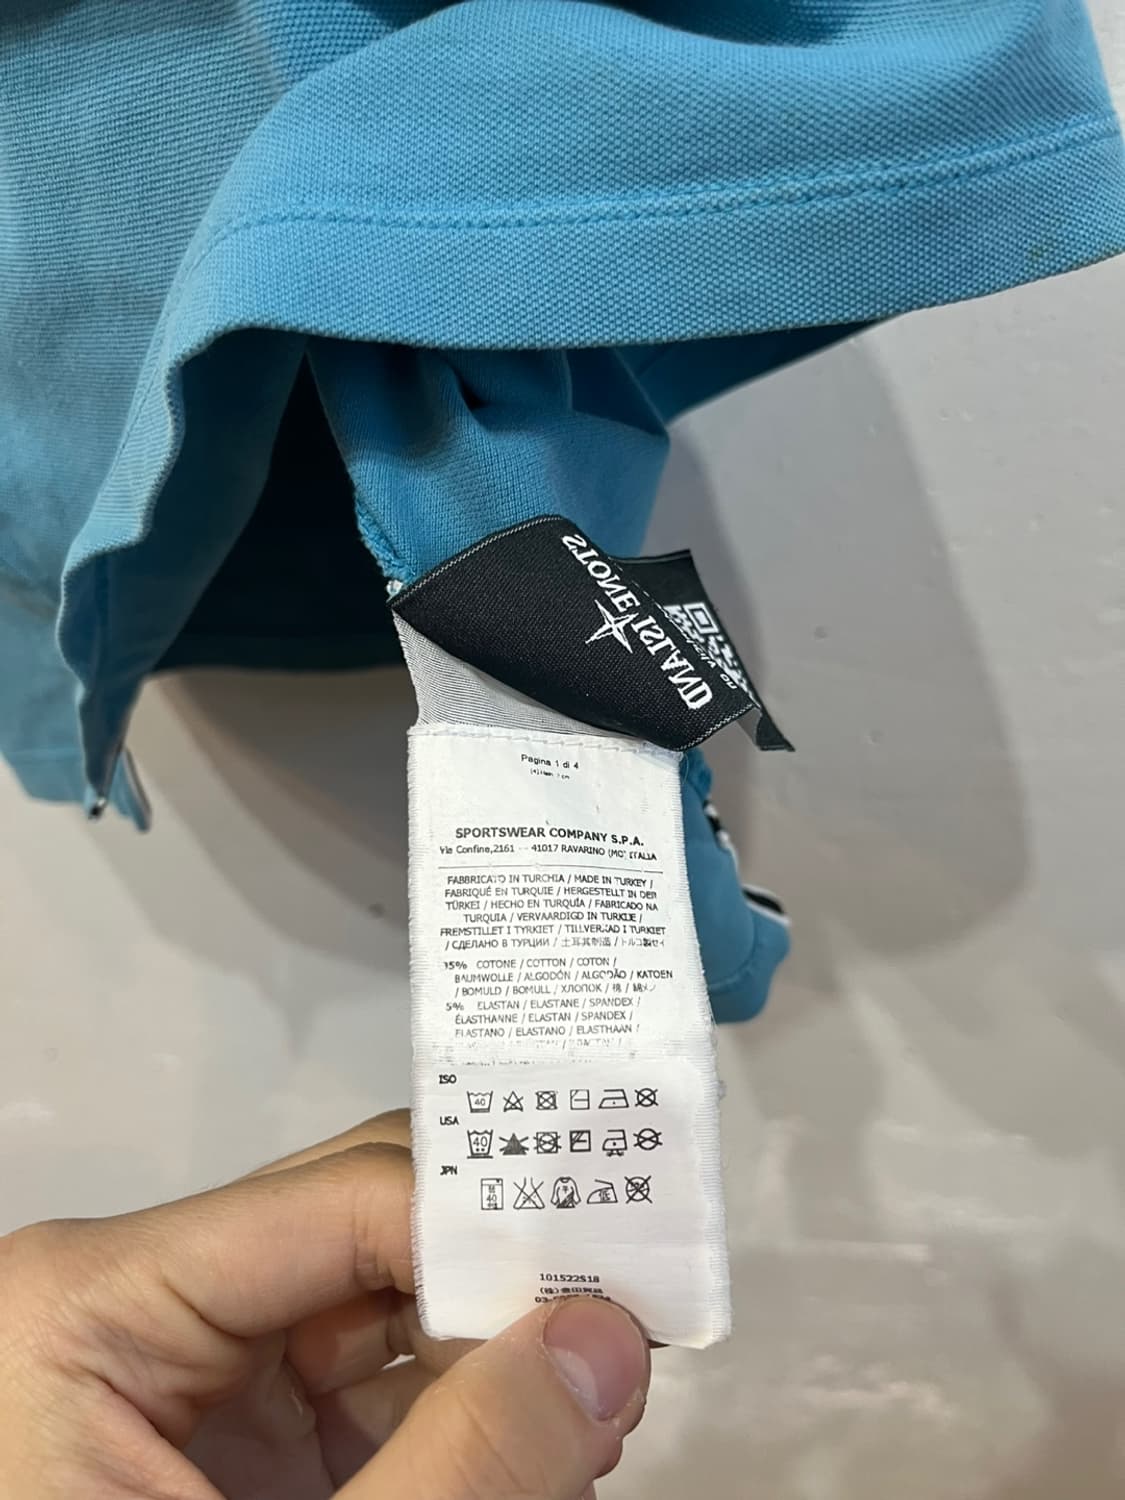 STONE ISLAND
Pagina 1 di 4
SPORTSWEAR COMPANY S.P.A.
Via Confine,2161 -- 41017 RAVARINO (MO) ITALIA
FABBRICATO IN TURCHIA / MADE IN TURKEY /
FABRIQUÉ EN TURQUIE / HERGESTELLT IN DER
TÜRKEI / HECHO EN TURQUÍA / FABRICADO NA
TURQUIA / VERVAARDIGD IN TURKIJE /
FREMSTILLET I TYRKIET / TILLVERKAD I TURKIET
/ СДЕЛАНО В ТУРЦИИ / 土耳其制造 / トルコ製
COTONE / COTTON / COTON /
BAUMWOLLE / ALGODÓN / ALGODÃO / KATOEN
/ BOMULD / BOMULL / ХЛОПОК / 棉 / 綿
5% ELASTAN / ELASTANE / SPANDEX /
ÉLASTHANNE / ELASTAN / SPANDEX /
ELASTANO / ELASTANO / ELASTHAAN /
ISO
40
USA
40
JPN
40
101522S18